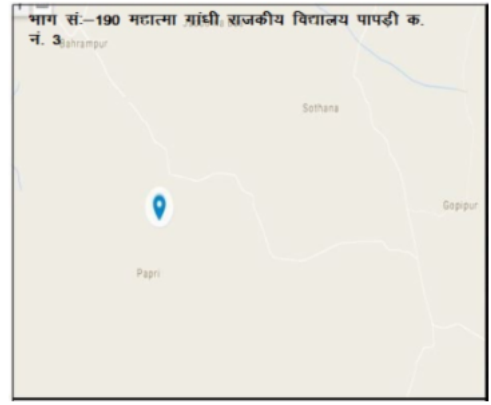 भाग सं:–190 महात्मा गांधी राजकीय विद्यालय पापड़ी क.
नं. 3
Bahrampur
Sothana
Gopipur
Papri